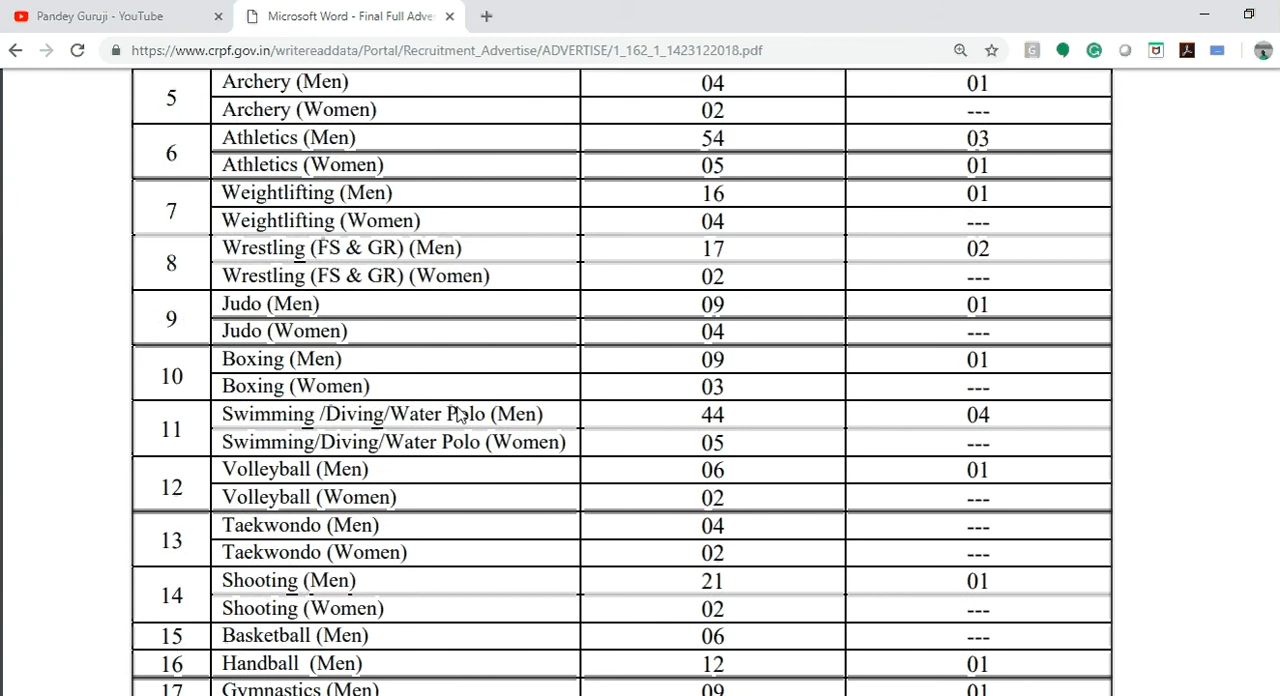 Pandey Guruji - YouTube
Microsoft Word - Final Full Adve
https://www.crpf.gov.in/writereaddata/Portal/Recruitment_Advertise/ADVERTISE/1_162_1_1423122018.pdf
5 Archery (Men) 04 01
Archery (Women) 02 ---
6 Athletics (Men) 54 03
Athletics (Women) 05 01
7 Weightlifting (Men) 16 01
Weightlifting (Women) 04 ---
8 Wrestling (FS & GR) (Men) 17 02
Wrestling (FS & GR) (Women) 02 ---
9 Judo (Men) 09 01
Judo (Women) 04 ---
10 Boxing (Men) 09 01
Boxing (Women) 03 ---
11 Swimming /Diving/Water Polo (Men) 44 04
Swimming/Diving/Water Polo (Women) 05 ---
12 Volleyball (Men) 06 01
Volleyball (Women) 02 ---
13 Taekwondo (Men) 04 ---
Taekwondo (Women) 02 ---
14 Shooting (Men) 21 01
Shooting (Women) 02 ---
15 Basketball (Men) 06 ---
16 Handball (Men) 12 01
17 Gymnastics (Men) 09 01